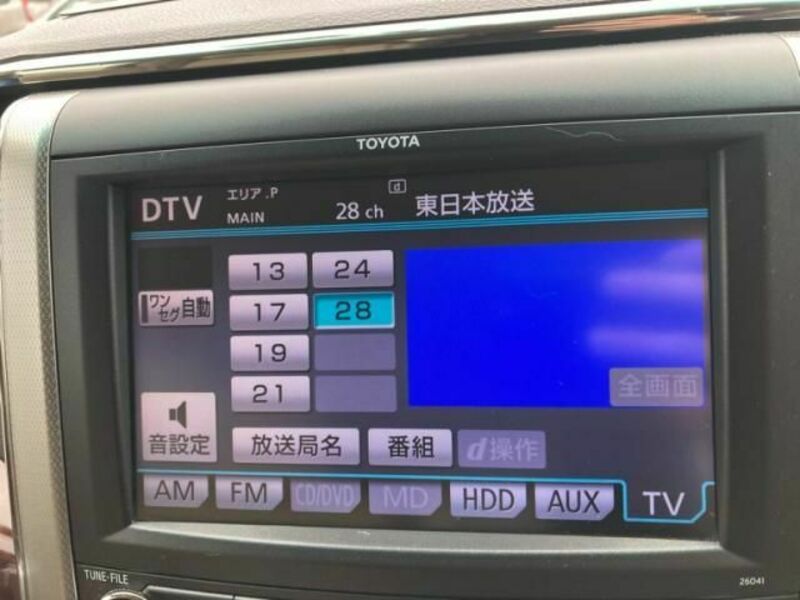 TOYOTA
DTV
エリア.P
MAIN
28 ch
d
東日本放送
13
24
ワンセグ自動
17
28
19
21
全画面
音設定
放送局名
番組
d操作
AM
FM
CD/DVD
MD
HDD
AUX
TV
TUNE·FILE
26041